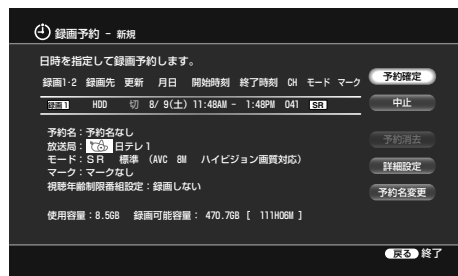 録画予約 - 新規
日時を指定して録画予約します。
録画1･2 録画先 更新 月日 開始時刻 終了時刻 CH モード マーク
録画1 HDD 切 8/ 9(土) 11:48AM - 1:48PM 041 SR
予約確定
中止
予約消去
詳細設定
予約名変更
予約名：予約名なし
放送局： 日テレ1
モード：SR 標準 (AVC 8M ハイビジョン画質対応)
マーク：マークなし
視聴年齢制限番組設定：録画しない
使用容量：8.5GB 録画可能容量： 470.7GB [ 111H06M ]
戻る 終了